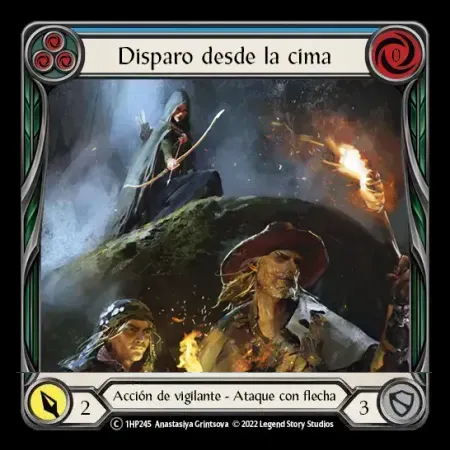 Disparo desde la cima
0
2
Acción de vigilante - Ataque con flecha
3
C 1HP245 Anastasiya Grintsova © 2022 Legend Story Studios